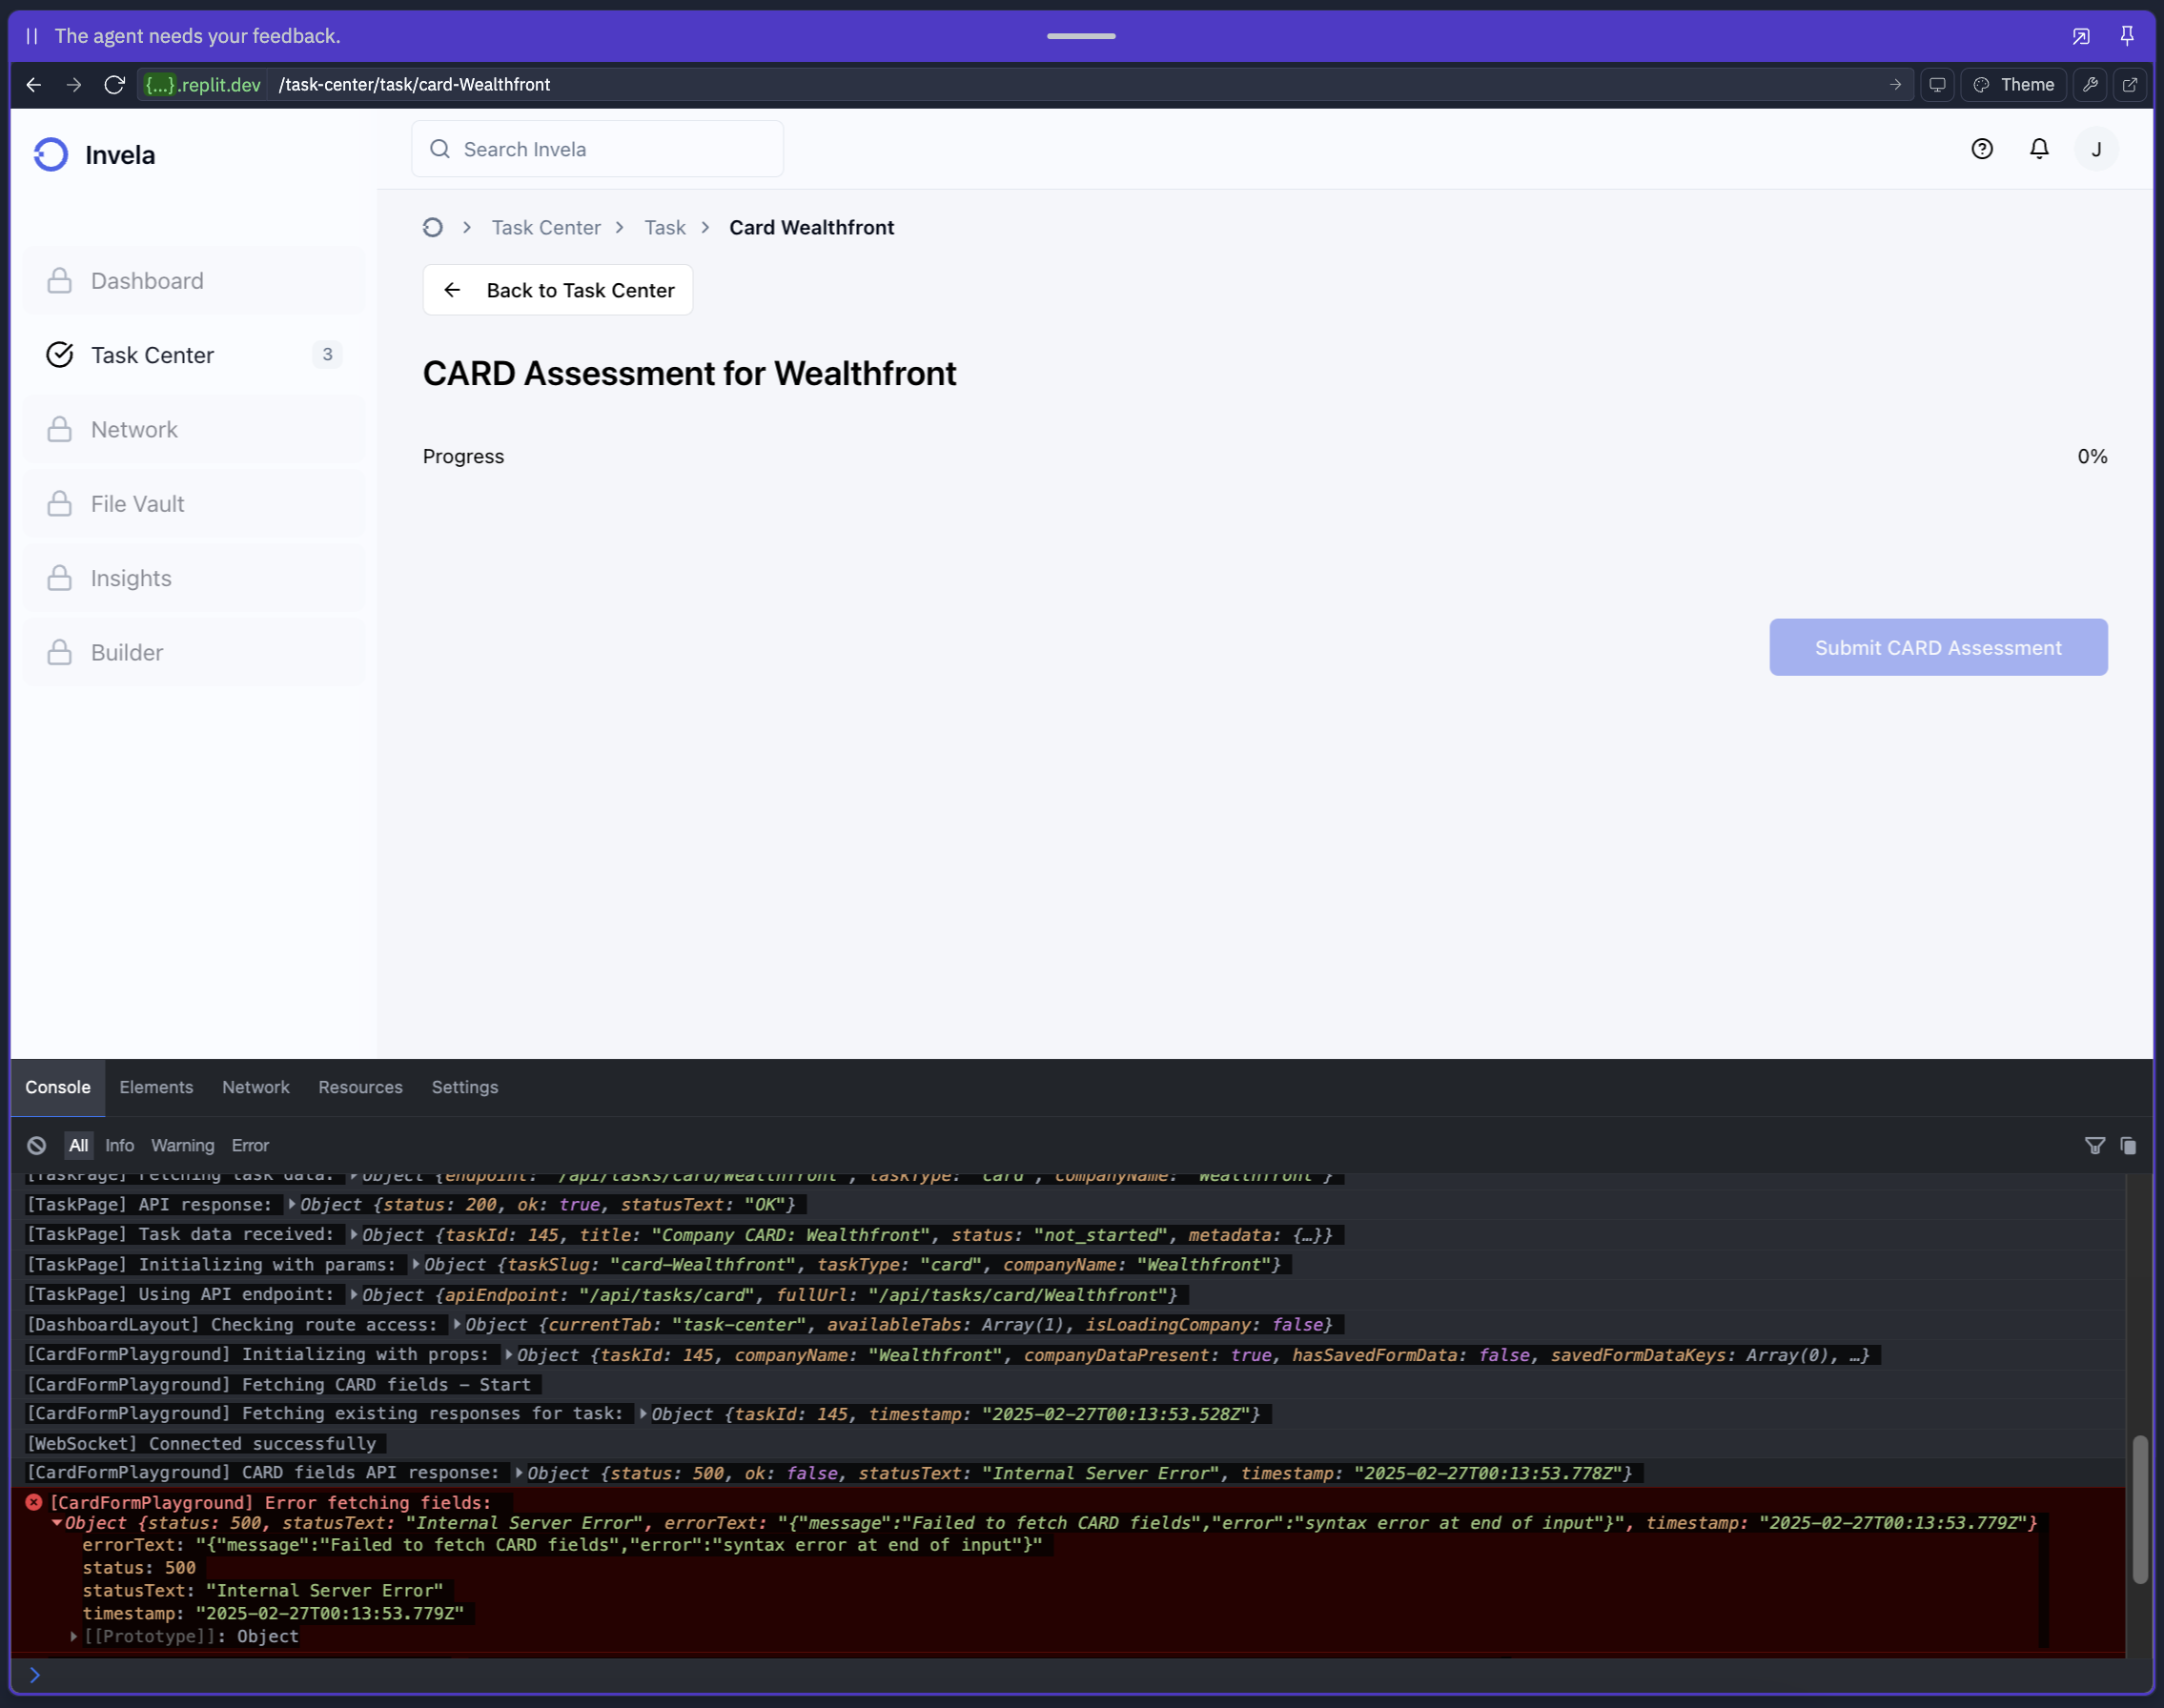 The agent needs your feedback.
{...}.replit.dev /task-center/task/card-Wealthfront
Theme
Invela
Search Invela
J
Task Center Task Card Wealthfront
Back to Task Center
Dashboard
Task Center 3
Network
File Vault
Insights
Builder
CARD Assessment for Wealthfront
Progress 0%
Submit CARD Assessment
Console Elements Network Resources Settings
All Info Warning Error
[TaskPage] Fetching task data: Object {endpoint: "/api/tasks/card/Wealthfront", taskType: "card", companyName: "Wealthfront"}
[TaskPage] API response: Object {status: 200, ok: true, statusText: "OK"}
[TaskPage] Task data received: Object {taskId: 145, title: "Company CARD: Wealthfront", status: "not_started", metadata: {…}}
[TaskPage] Initializing with params: Object {taskSlug: "card-Wealthfront", taskType: "card", companyName: "Wealthfront"}
[TaskPage] Using API endpoint: Object {apiEndpoint: "/api/tasks/card", fullUrl: "/api/tasks/card/Wealthfront"}
[DashboardLayout] Checking route access: Object {currentTab: "task-center", availableTabs: Array(1), isLoadingCompany: false}
[CardFormPlayground] Initializing with props: Object {taskId: 145, companyName: "Wealthfront", companyDataPresent: true, hasSavedFormData: false, savedFormDataKeys: Array(0), …}
[CardFormPlayground] Fetching CARD fields – Start
[CardFormPlayground] Fetching existing responses for task: Object {taskId: 145, timestamp: "2025-02-27T00:13:53.528Z"}
[WebSocket] Connected successfully
[CardFormPlayground] CARD fields API response: Object {status: 500, ok: false, statusText: "Internal Server Error", timestamp: "2025-02-27T00:13:53.778Z"}
[CardFormPlayground] Error fetching fields:
Object {status: 500, statusText: "Internal Server Error", errorText: "{"message":"Failed to fetch CARD fields","error":"syntax error at end of input"}", timestamp: "2025-02-27T00:13:53.779Z"}
errorText: "{"message":"Failed to fetch CARD fields","error":"syntax error at end of input"}"
status: 500
statusText: "Internal Server Error"
timestamp: "2025-02-27T00:13:53.779Z"
[[Prototype]]: Object